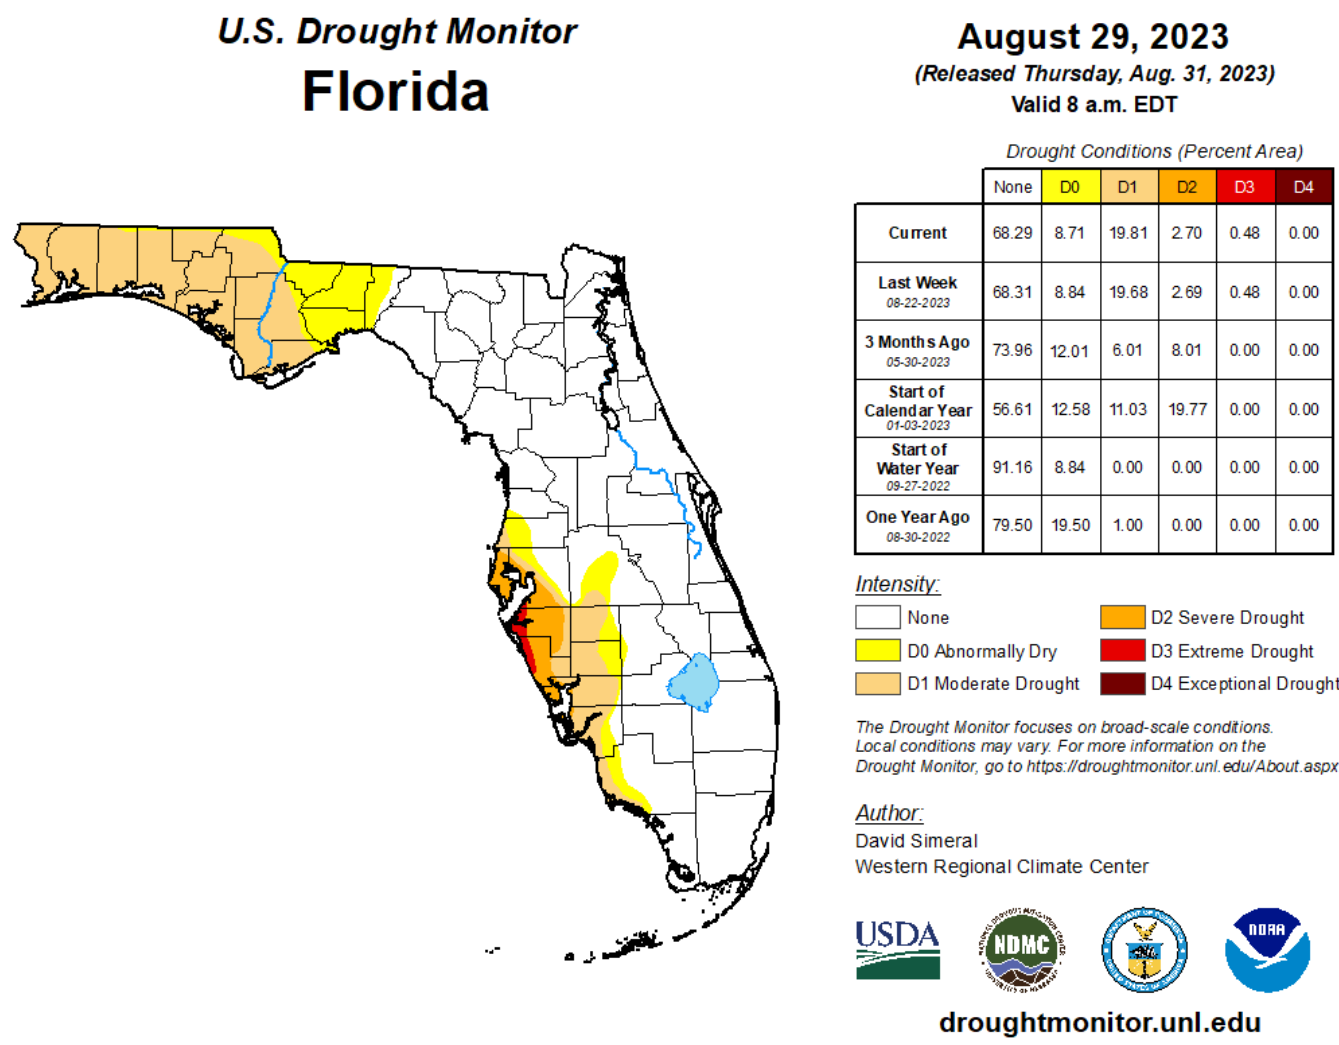 U.S. Drought Monitor
Florida
August 29, 2023
(Released Thursday, Aug. 31, 2023)
Valid 8 a.m. EDT
Drought Conditions (Percent Area)
None D0 D1 D2 D3 D4
Current 68.29 8.71 19.81 2.70 0.48 0.00
Last Week
08-22-2023 68.31 8.84 19.68 2.69 0.48 0.00
3 Months Ago
05-30-2023 73.96 12.01 6.01 8.01 0.00 0.00
Start of
Calendar Year
01-03-2023 56.61 12.58 11.03 19.77 0.00 0.00
Start of
Water Year
09-27-2022 91.16 8.84 0.00 0.00 0.00 0.00
One Year Ago
08-30-2022 79.50 19.50 1.00 0.00 0.00 0.00
Intensity:
None
D0 Abnormally Dry
D1 Moderate Drought
D2 Severe Drought
D3 Extreme Drought
D4 Exceptional Drought
The Drought Monitor focuses on broad-scale conditions.
Local conditions may vary. For more information on the
Drought Monitor, go to https://droughtmonitor.unl.edu/About.aspx
Author:
David Simeral
Western Regional Climate Center
USDA
NDMC
NOAA
droughtmonitor.unl.edu